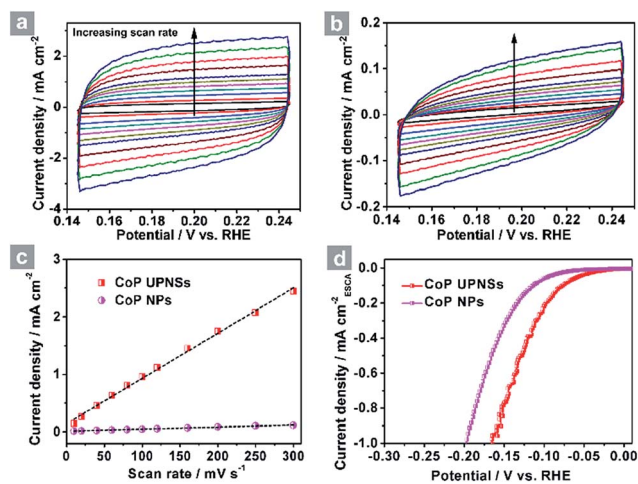 a
Increasing scan rate
Current density / mA cm⁻²
2
0
-2
-4
0.14 0.16 0.18 0.20 0.22 0.24
Potential / V vs. RHE
b
Current density / mA cm⁻²
0.2
0.1
0.0
-0.1
-0.2
0.14 0.16 0.18 0.20 0.22 0.24
Potential / V vs. RHE
c
CoP UPNSs
CoP NPs
Current density / mA cm⁻²
3
2
1
0
0 50 100 150 200 250 300
Scan rate / mV s⁻¹
d
CoP UPNSs
CoP NPs
Current density / mA cm⁻²ESCA
0.0
-0.2
-0.4
-0.6
-0.8
-1.0
-0.20 -0.15 -0.10 -0.05 0.00
Potential / V vs. RHE